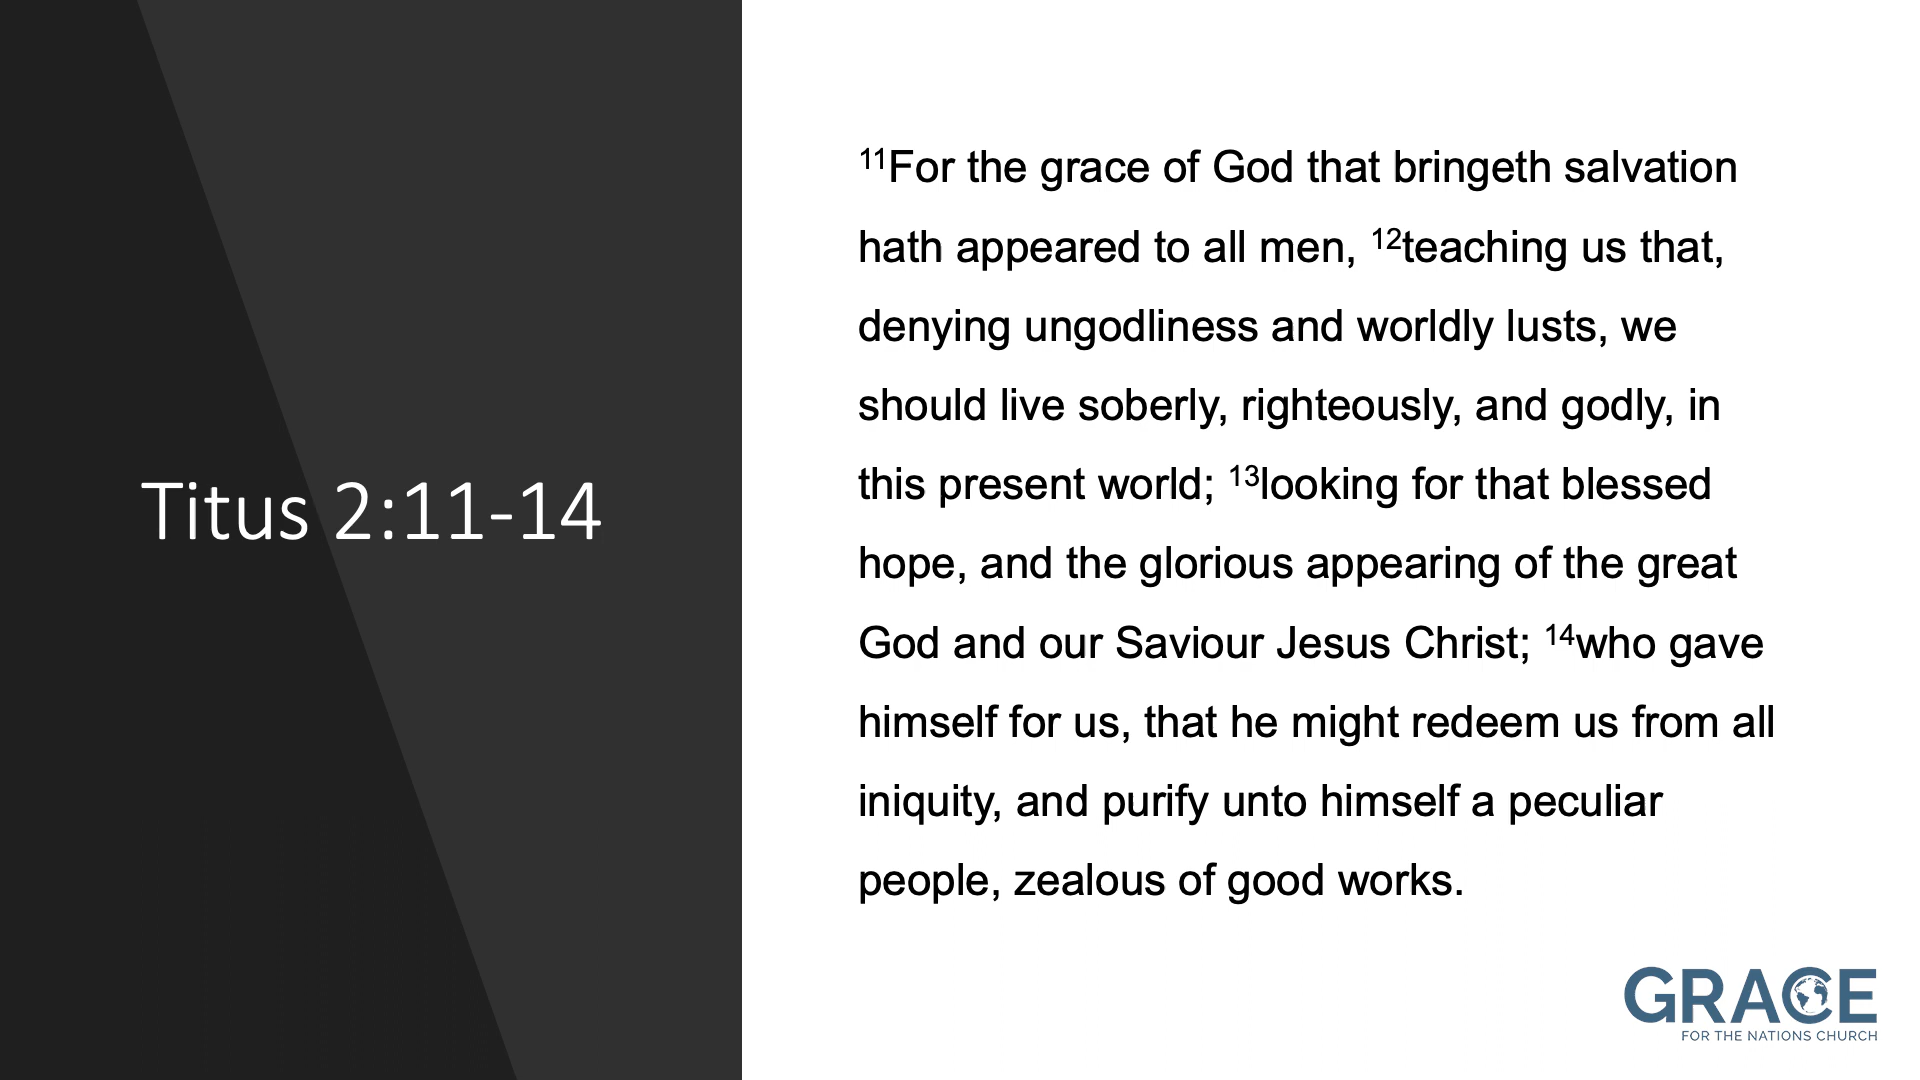 Titus 2:11-14
¹¹For the grace of God that bringeth salvation
hath appeared to all men, ¹²teaching us that,
denying ungodliness and worldly lusts, we
should live soberly, righteously, and godly, in
this present world; ¹³looking for that blessed
hope, and the glorious appearing of the great
God and our Saviour Jesus Christ; ¹⁴who gave
himself for us, that he might redeem us from all
iniquity, and purify unto himself a peculiar
people, zealous of good works.
GRACE
FOR THE NATIONS CHURCH